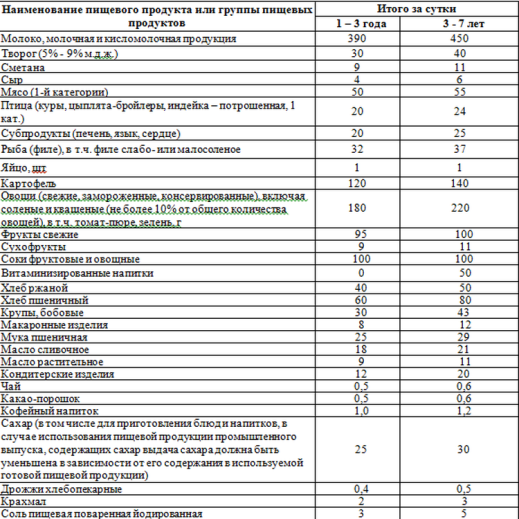 Наименование пищевого продукта или группы пищевых продуктов
Итого за сутки
1 – 3 года
3 - 7 лет
Молоко, молочная и кисломолочная продукция 390 450
Творог (5% - 9% м.д.ж.) 30 40
Сметана 9 11
Сыр 4 6
Мясо (1-й категории) 50 55
Птица (куры, цыплята-бройлеры, индейка – потрошенная, 1
кат.) 20 24
Субпродукты (печень, язык, сердце) 20 25
Рыба (филе), в т.ч. филе слабо- или малосоленое 32 37
Яйцо, шт. 1 1
Картофель 120 140
Овощи (свежие, замороженные, консервированные), включая
соленые и квашеные (не более 10% от общего количества
овощей), в т.ч. томат-пюре, зелень, г 180 220
Фрукты свежие 95 100
Сухофрукты 9 11
Соки фруктовые и овощные 100 100
Витаминизированные напитки 0 50
Хлеб ржаной 40 50
Хлеб пшеничный 60 80
Крупы, бобовые 30 43
Макаронные изделия 8 12
Мука пшеничная 25 29
Масло сливочное 18 21
Масло растительное 9 11
Кондитерские изделия 12 20
Чай 0,5 0,6
Какао-порошок 0,5 0,6
Кофейный напиток 1,0 1,2
Сахар (в том числе для приготовления блюд и напитков, в
случае использования пищевой продукции промышленного
выпуска, содержащих сахар выдача сахара должна быть
уменьшена в зависимости от его содержания в используемой
готовой пищевой продукции) 25 30
Дрожжи хлебопекарные 0,4 0,5
Крахмал 2 3
Соль пищевая поваренная йодированная 3 5